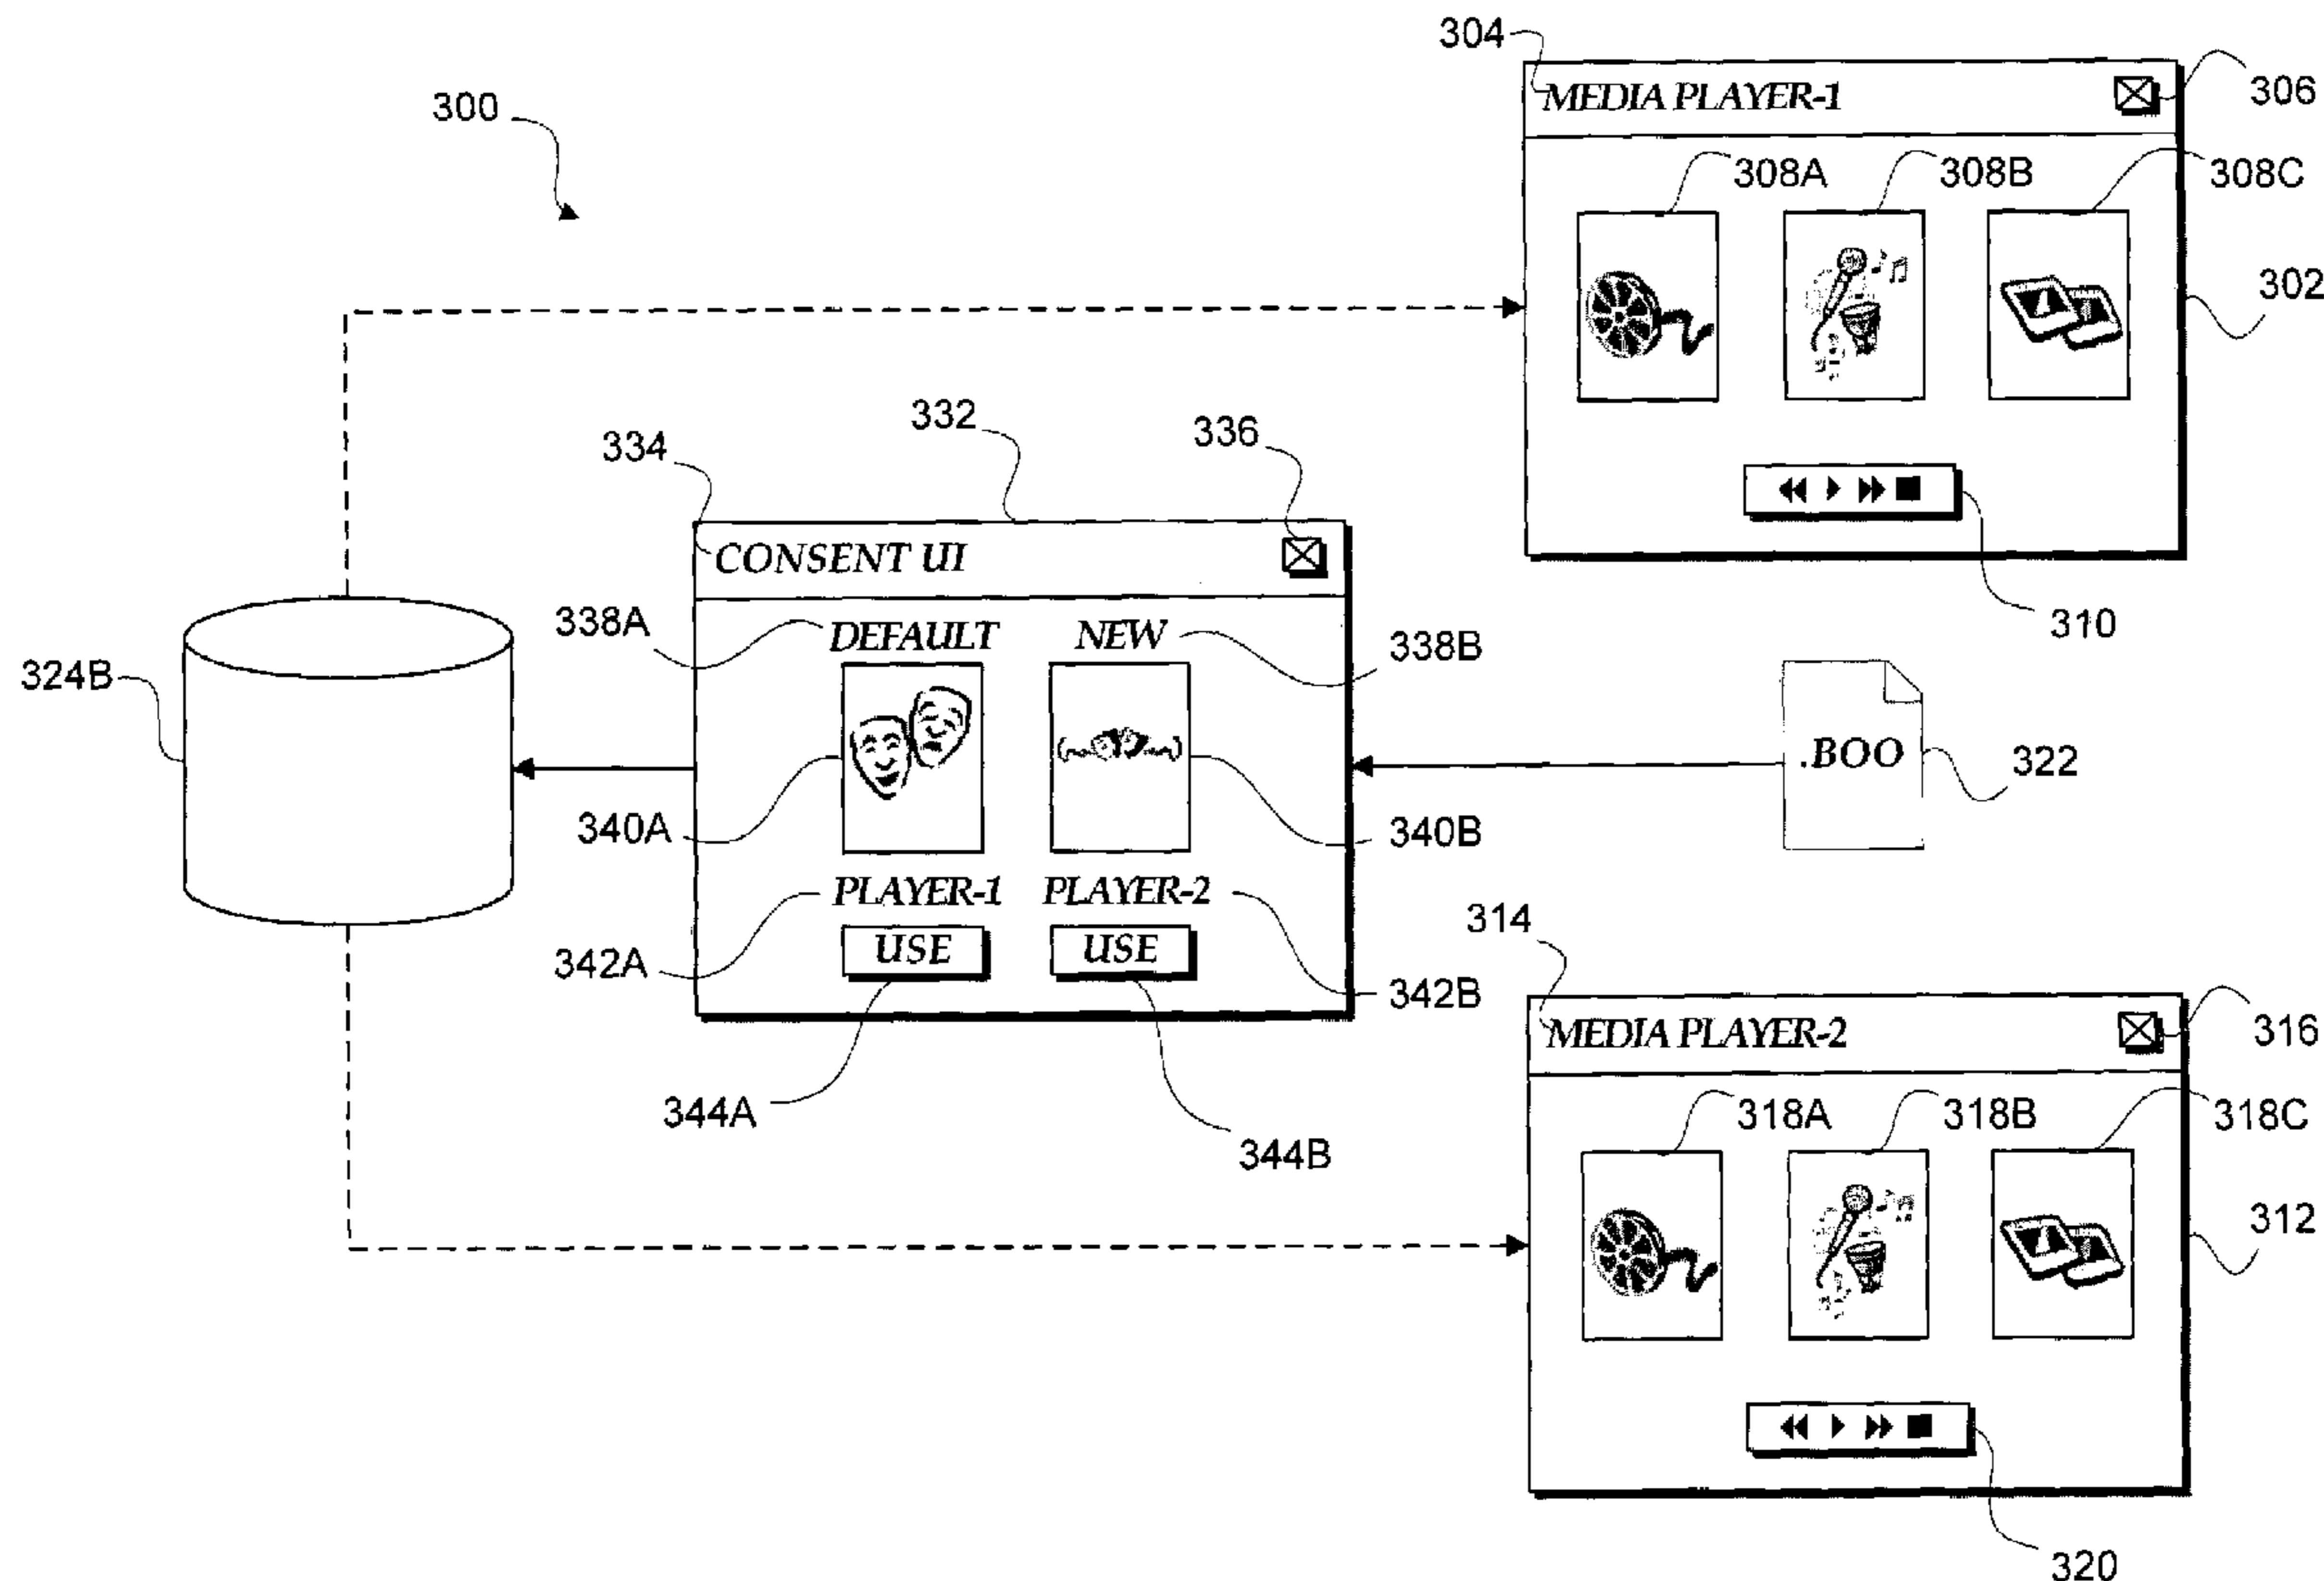 304
MEDIA PLAYER-1
306
300
308A
308B
308C
302
310
332
334
336
CONSENT UI
338A
DEFAULT
NEW
338B
324B
.BOO
322
340A
340B
PLAYER-1
PLAYER-2
342A
USE
USE
342B
344A
344B
314
MEDIA PLAYER-2
316
318A
318B
318C
312
320